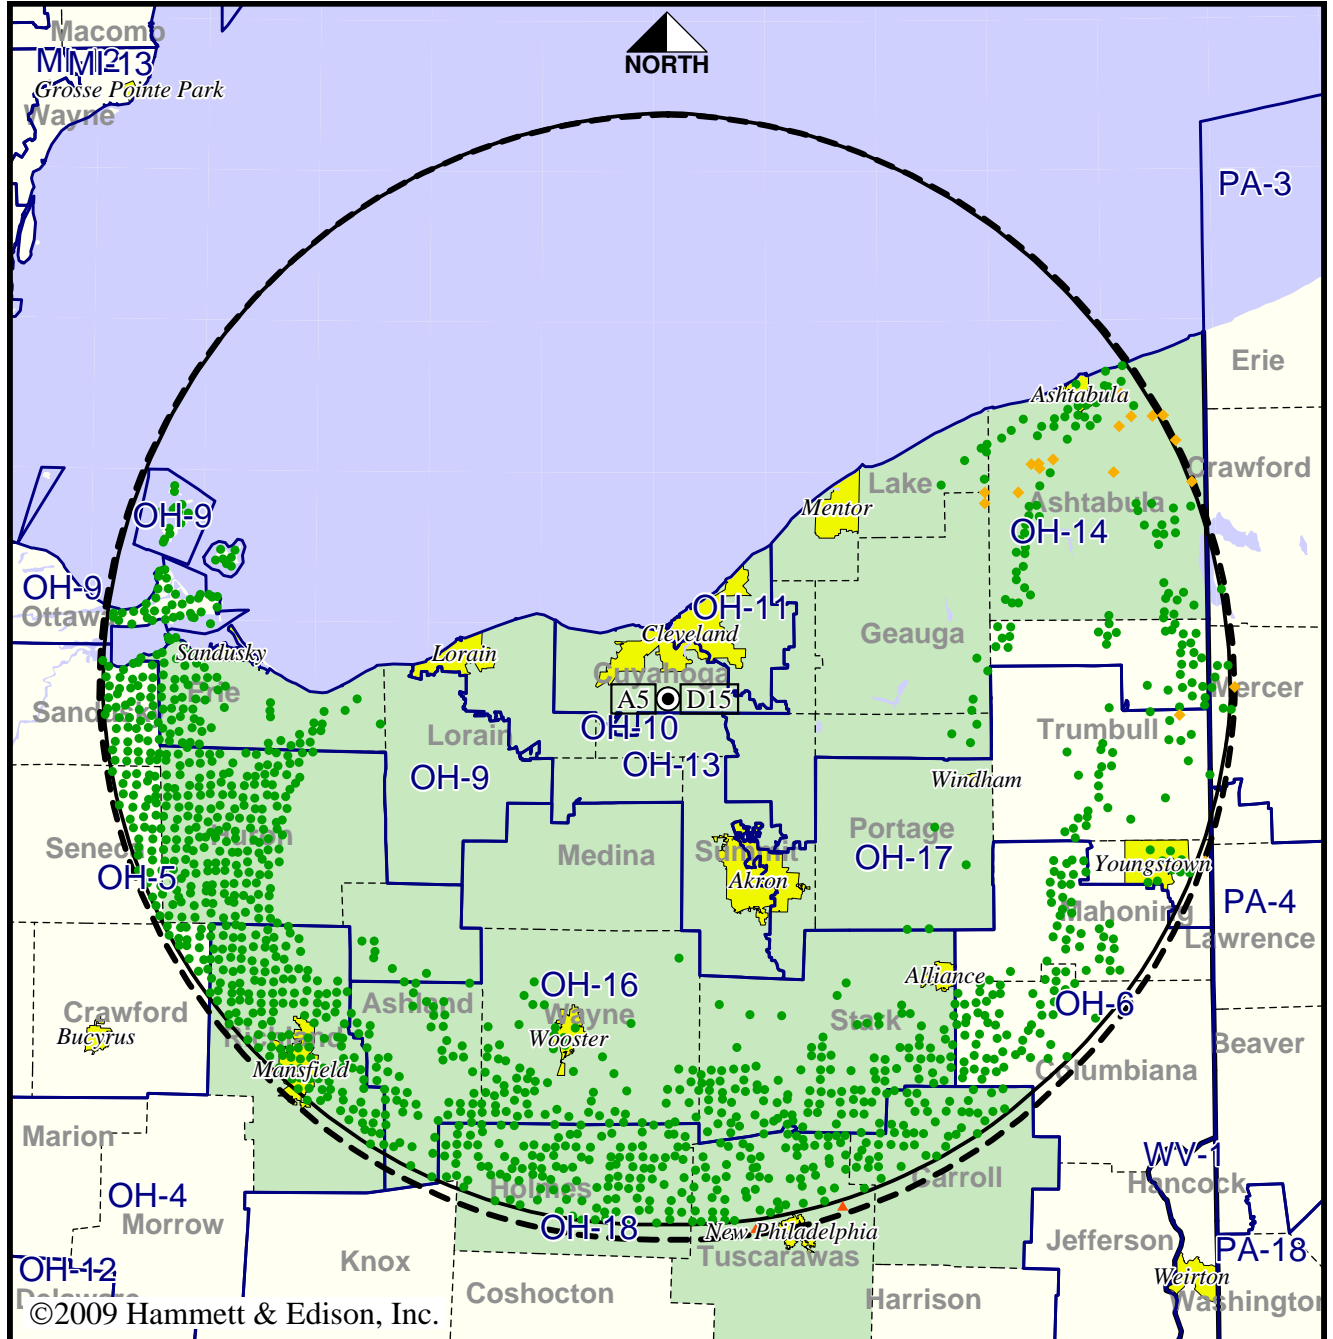 Macomb
MI-13
Grosse Pointe Park
Wayne
NORTH
PA-3
Erie
Ashtabula
Crawford
Lake
Mentor
Ashtabula
OH-14
OH-9
OH-9
Ottawa
OH-11
Cleveland
Geauga
Sandusky
Lorain
Cuyahoga
Erie
A5
D15
Mercer
Sandusky
OH-10
Trumbull
Lorain
OH-13
OH-9
Windham
Huron
Portage
Seneca
Medina
Summit
OH-17
Youngstown
OH-5
Akron
PA-4
Mahoning
Lawrence
Alliance
OH-16
Ashland
OH-6
Crawford
Wayne
Stark
Bucyrus
Richland
Wooster
Beaver
Mansfield
Columbiana
Marion
WV-1
Hancock
Carroll
Holmes
OH-4
Morrow
OH-18
New Philadelphia
Jefferson
PA-18
Tuscarawas
Knox
OH-12
Weirton
Coshocton
Harrison
Washington
Delaware
©2009 Hammett & Edison, Inc.